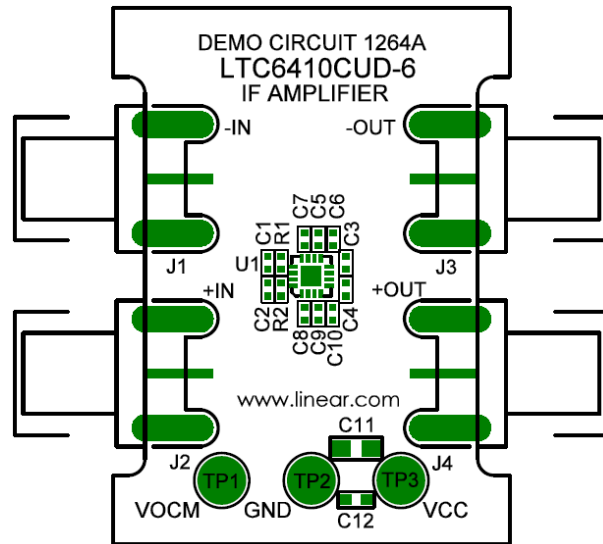 DEMO CIRCUIT 1264A
LTC6410CUD-6
IF AMPLIFIER
-IN
-OUT
C7
C5
C6
C1
R1
C3
U1
J1
J3
+IN
+OUT
C2
R2
C4
C8
C9
C10
www.linear.com
C11
J2
J4
TP1
TP2
TP3
VOCM
GND
C12
VCC